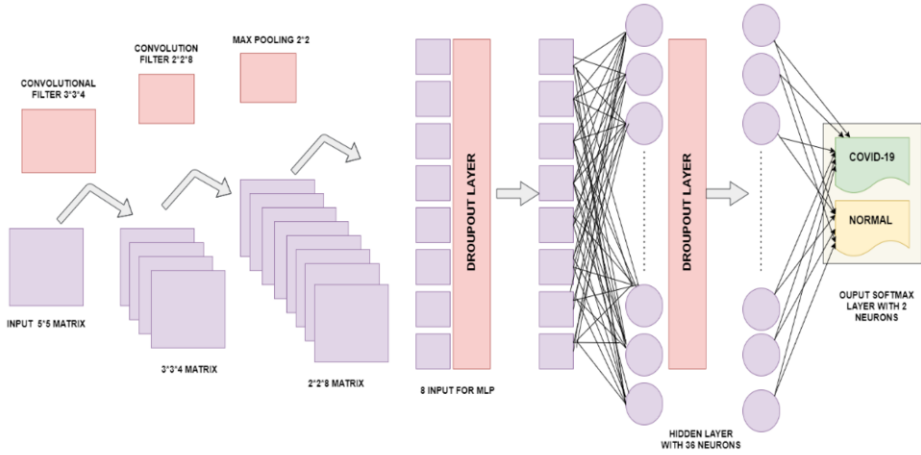 CONVOLUTIONAL
FILTER 3*3*4
CONVOLUTION
FILTER 2*2*8
MAX POOLING 2*2
INPUT 5*5 MATRIX
3*3*4 MATRIX
2*2*8 MATRIX
DROUPOUT LAYER
8 INPUT FOR MLP
DROUPOUT LAYER
HIDDEN LAYER
WITH 36 NEURONS
COVID-19
NORMAL
OUPUT SOFTMAX
LAYER WITH 2
NEURONS